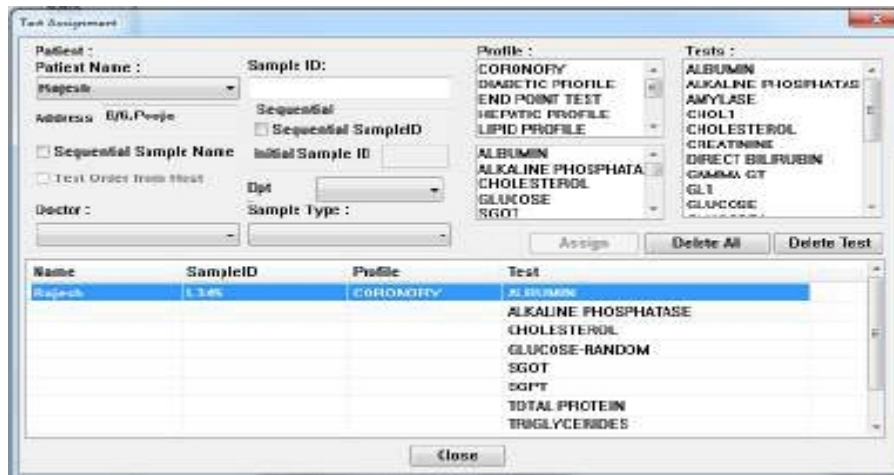 Test Assignment
Patient :
Patient Name :
Rajesh
Address
Sequential Sample Name
Test Order from Host
Doctor :
Sample ID:
Sequential
Sequential SampleID
Initial Sample ID
Dpt
Sample Type :
Profile :
CORONORY
DIABETIC PROFILE
END POINT TEST
HEPATIC PROFILE
LIPID PROFILE
ALBUMIN
ALKALINE PHOSPHATA
CHOLESTEROL
GLUCOSE
SGOT
Tests :
ALBUMIN
ALKALINE PHOSPHATAS
AMYLASE
CHOL1
CHOLESTEROL
CREATININE
DIRECT BILIRUBIN
GAMMA GT
GL1
GLUCOSE
Assign Delete All Delete Test
Name SampleID Profile Test
Rajesh CORONORY ALBUMIN
ALKALINE PHOSPHATASE
CHOLESTEROL
GLUCOSE-RANDOM
SGOT
SGPT
TOTAL PROTEIN
TRIGLYCERIDES
Close